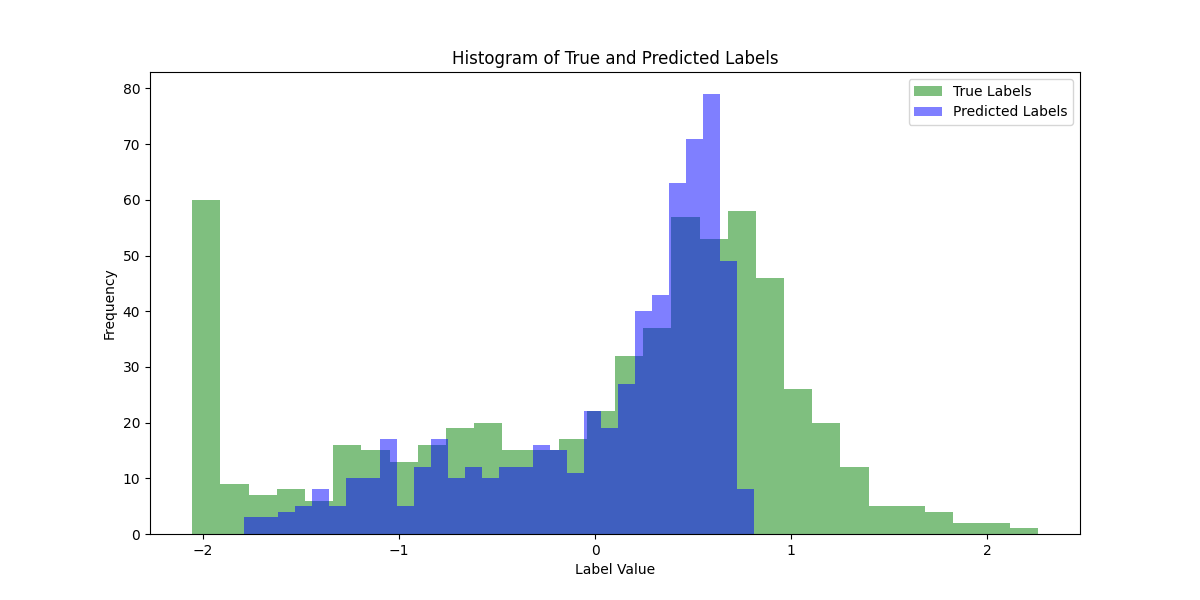 Histogram of True and Predicted Labels
True Labels
Predicted Labels
80
70
60
50
40
30
20
10
0
Frequency
−2
−1
0
1
2
Label Value